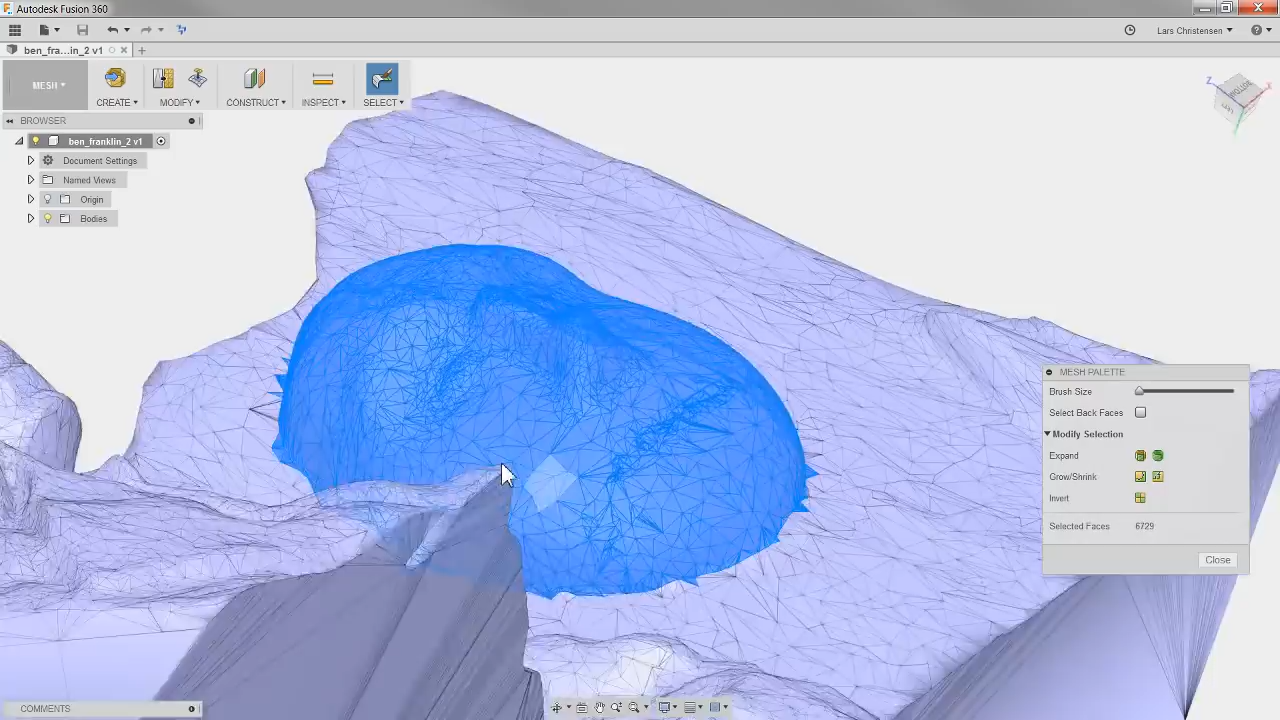 Autodesk Fusion 360
Lars Christensen
ben_fra...in_2 v1
MESH
CREATE
MODIFY
CONSTRUCT
INSPECT
SELECT
BROWSER
ben_franklin_2 v1
Document Settings
Named Views
Origin
Bodies
Z
X
BOTTOM
LEFT
MESH PALETTE
Brush Size
Select Back Faces
Modify Selection
Expand
Grow/Shrink
Invert
Selected Faces 6729
Close
COMMENTS